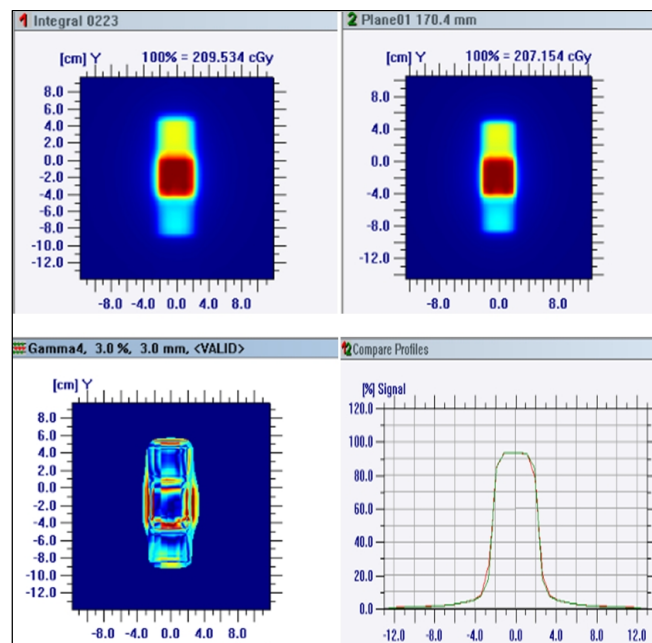 1 Integral 0223
[cm] Y 100% = 209.534 cGy
8.0
6.0
4.0
2.0
0.0
-2.0
-4.0
-6.0
-8.0
-10.0
-12.0
-8.0 -4.0 0.0 4.0 8.0
2 Plane01 170.4 mm
[cm] Y 100% = 207.154 cGy
8.0
4.0
0.0
-4.0
-8.0
-12.0
-8.0 0.0 8.0
Gamma4, 3.0 %, 3.0 mm, <VALID>
[cm] Y
8.0
6.0
4.0
2.0
0.0
-2.0
-4.0
-6.0
-8.0
-10.0
-12.0
-8.0 -4.0 0.0 4.0 8.0
12 Compare Profiles
[%] Signal
120.0
100.0
80.0
60.0
40.0
20.0
0.0
-12.0 -8.0 -4.0 0.0 4.0 8.0 12.0